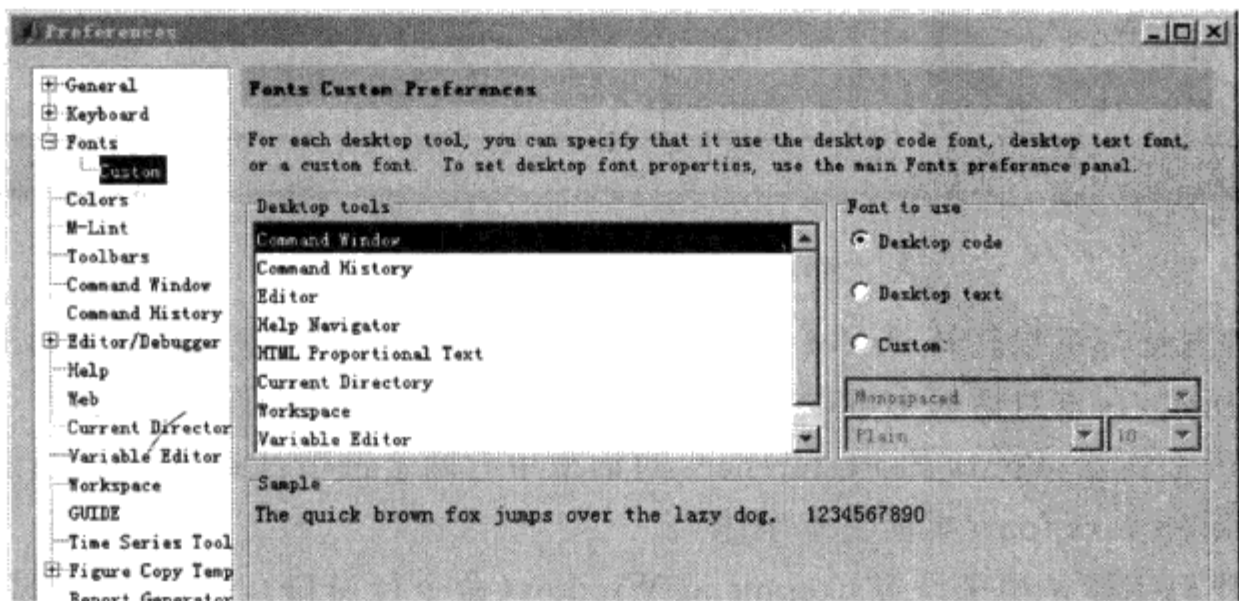 Preferences
General
Keyboard
Fonts
Custom
Colors
M-Lint
Toolbars
Command Window
Command History
Editor/Debugger
Help
Web
Current Director
Variable Editor
Workspace
GUIDE
Time Series Tool
Figure Copy Temp
Report Generator
Fonts Custom Preferences
For each desktop tool, you can specify that it use the desktop code font, desktop text font,
or a custom font. To set desktop font properties, use the main Fonts preference panel.
Desktop tools
Command Window
Command History
Editor
Help Navigator
HTML Proportional Text
Current Directory
Workspace
Variable Editor
Font to use
Desktop code
Desktop text
Custom
Monospaced
Plain
10
Sample
The quick brown fox jumps over the lazy dog. 1234567890